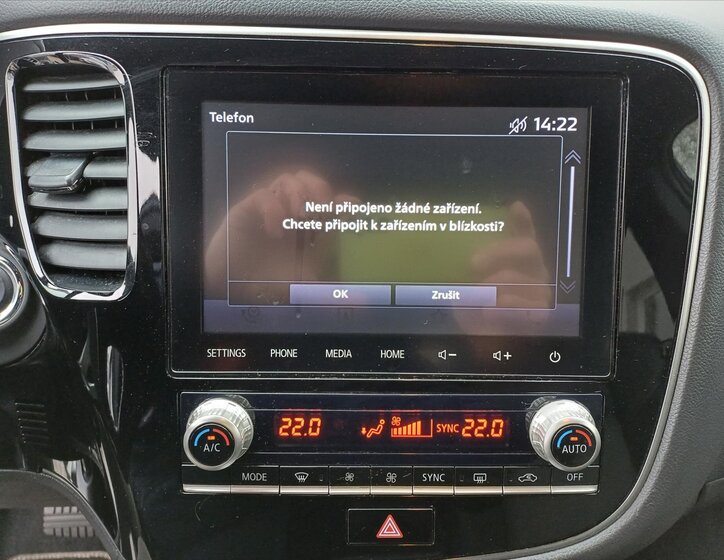 Telefon
14:22
Není připojeno žádné zařízení.
Chcete připojit k zařízením v blízkosti?
OK Zrušit
SETTINGS PHONE MEDIA HOME − + 
22.0 SYNC 22.0
A/C AUTO
MODE SYNC OFF